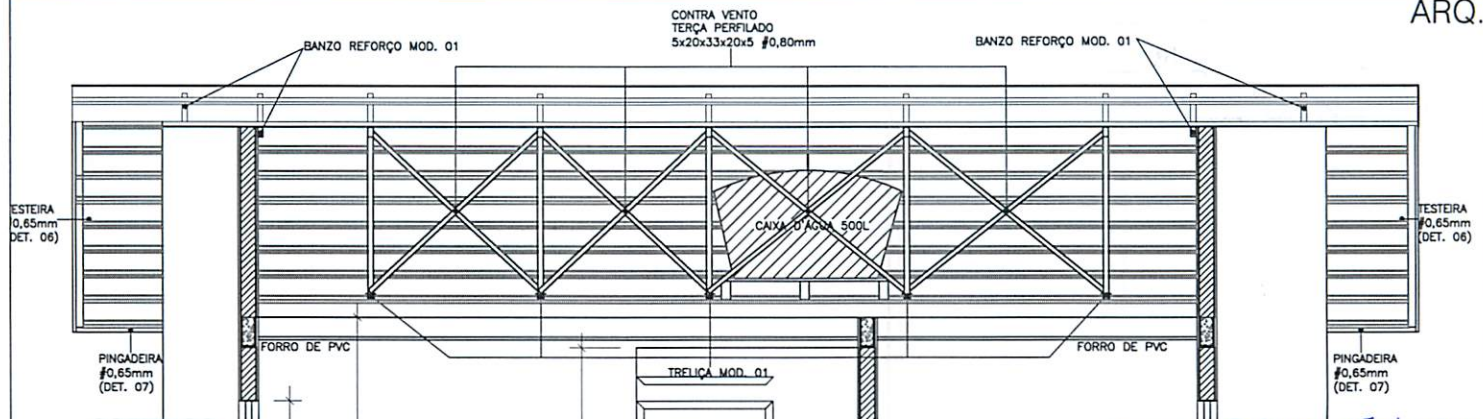 ARQ.
CONTRA VENTO
TERÇA PERFILADO
5x20x33x20x5 #0,80mm
BANZO REFORÇO MOD. 01
BANZO REFORÇO MOD. 01
ESTEIRA
0,65mm
DET. 06)
CAIXA D'AGUA 500L
TESTEIRA
#0,65mm
(DET. 06)
FORRO DE PVC
FORRO DE PVC
PINGADEIRA
#0,65mm
(DET. 07)
TRELIÇA MOD. 01
PINGADEIRA
#0,65mm
(DET. 07)